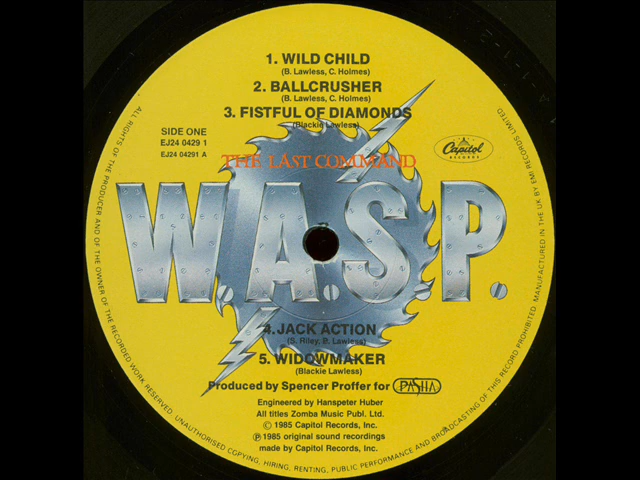 1. WILD CHILD
(B. Lawless, C. Holmes)
2. BALLCRUSHER
(B. Lawless, C. Holmes)
3. FISTFUL OF DIAMONDS
(Blackie Lawless)
SIDE ONE
EJ24 0429 1
EJ24 04291 A
Capitol
RECORDS
THE LAST COMMAND
W.A.S.P.
4. JACK ACTION
(S. Riley, B. Lawless)
5. WIDOWMAKER
(Blackie Lawless)
Produced by Spencer Proffer for PASHA
Engineered by Hanspeter Huber
All titles Zomba Music Publ. Ltd.
© 1985 Capitol Records, Inc.
℗ 1985 original sound recordings
made by Capitol Records, Inc.
ALL RIGHTS OF THE PRODUCER AND OF THE OWNER OF THE RECORDED WORK RESERVED. UNAUTHORISED COPYING, HIRING, RENTING, PUBLIC PERFORMANCE AND BROADCASTING OF THIS RECORD PROHIBITED. MANUFACTURED IN THE UK BY EMI RECORDS LIMITED